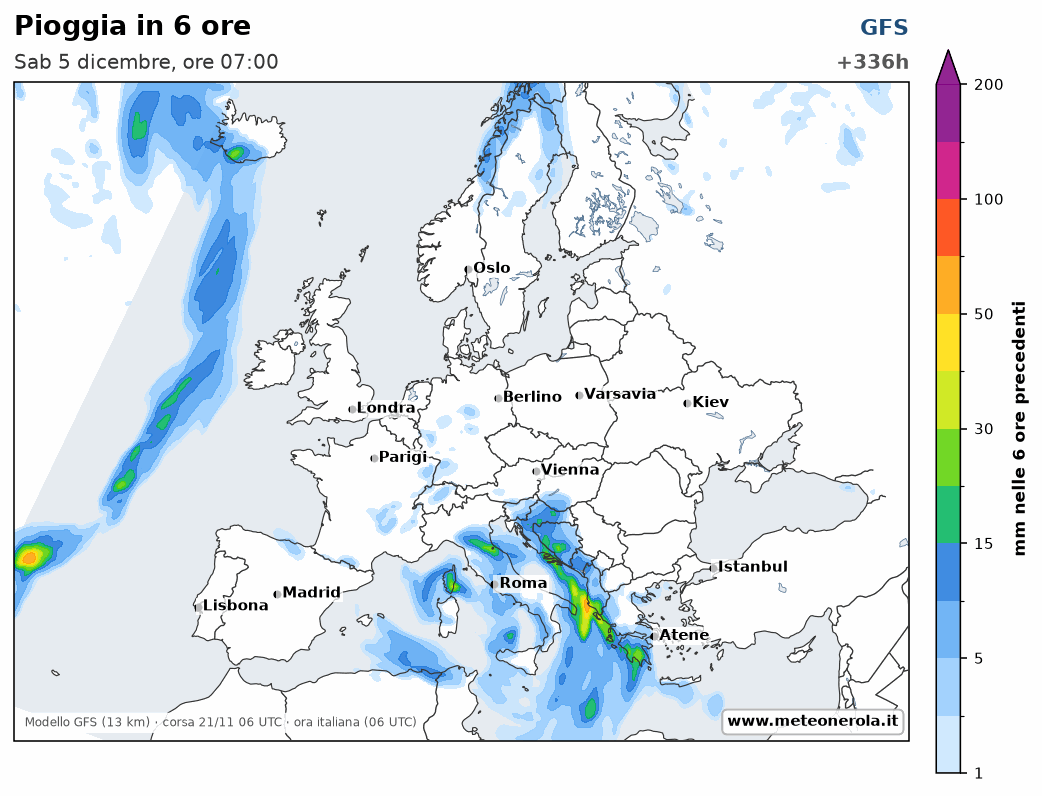 Pioggia in 6 ore
GFS
Sab 5 dicembre, ore 07:00
+336h
200
100
50
30
15
5
1
mm nelle 6 ore precedenti
Oslo
Londra
Berlino
Varsavia
Kiev
Parigi
Vienna
Roma
Istanbul
Madrid
Lisbona
Atene
Modello GFS (13 km) · corsa 21/11 06 UTC · ora italiana (06 UTC)
www.meteonerola.it